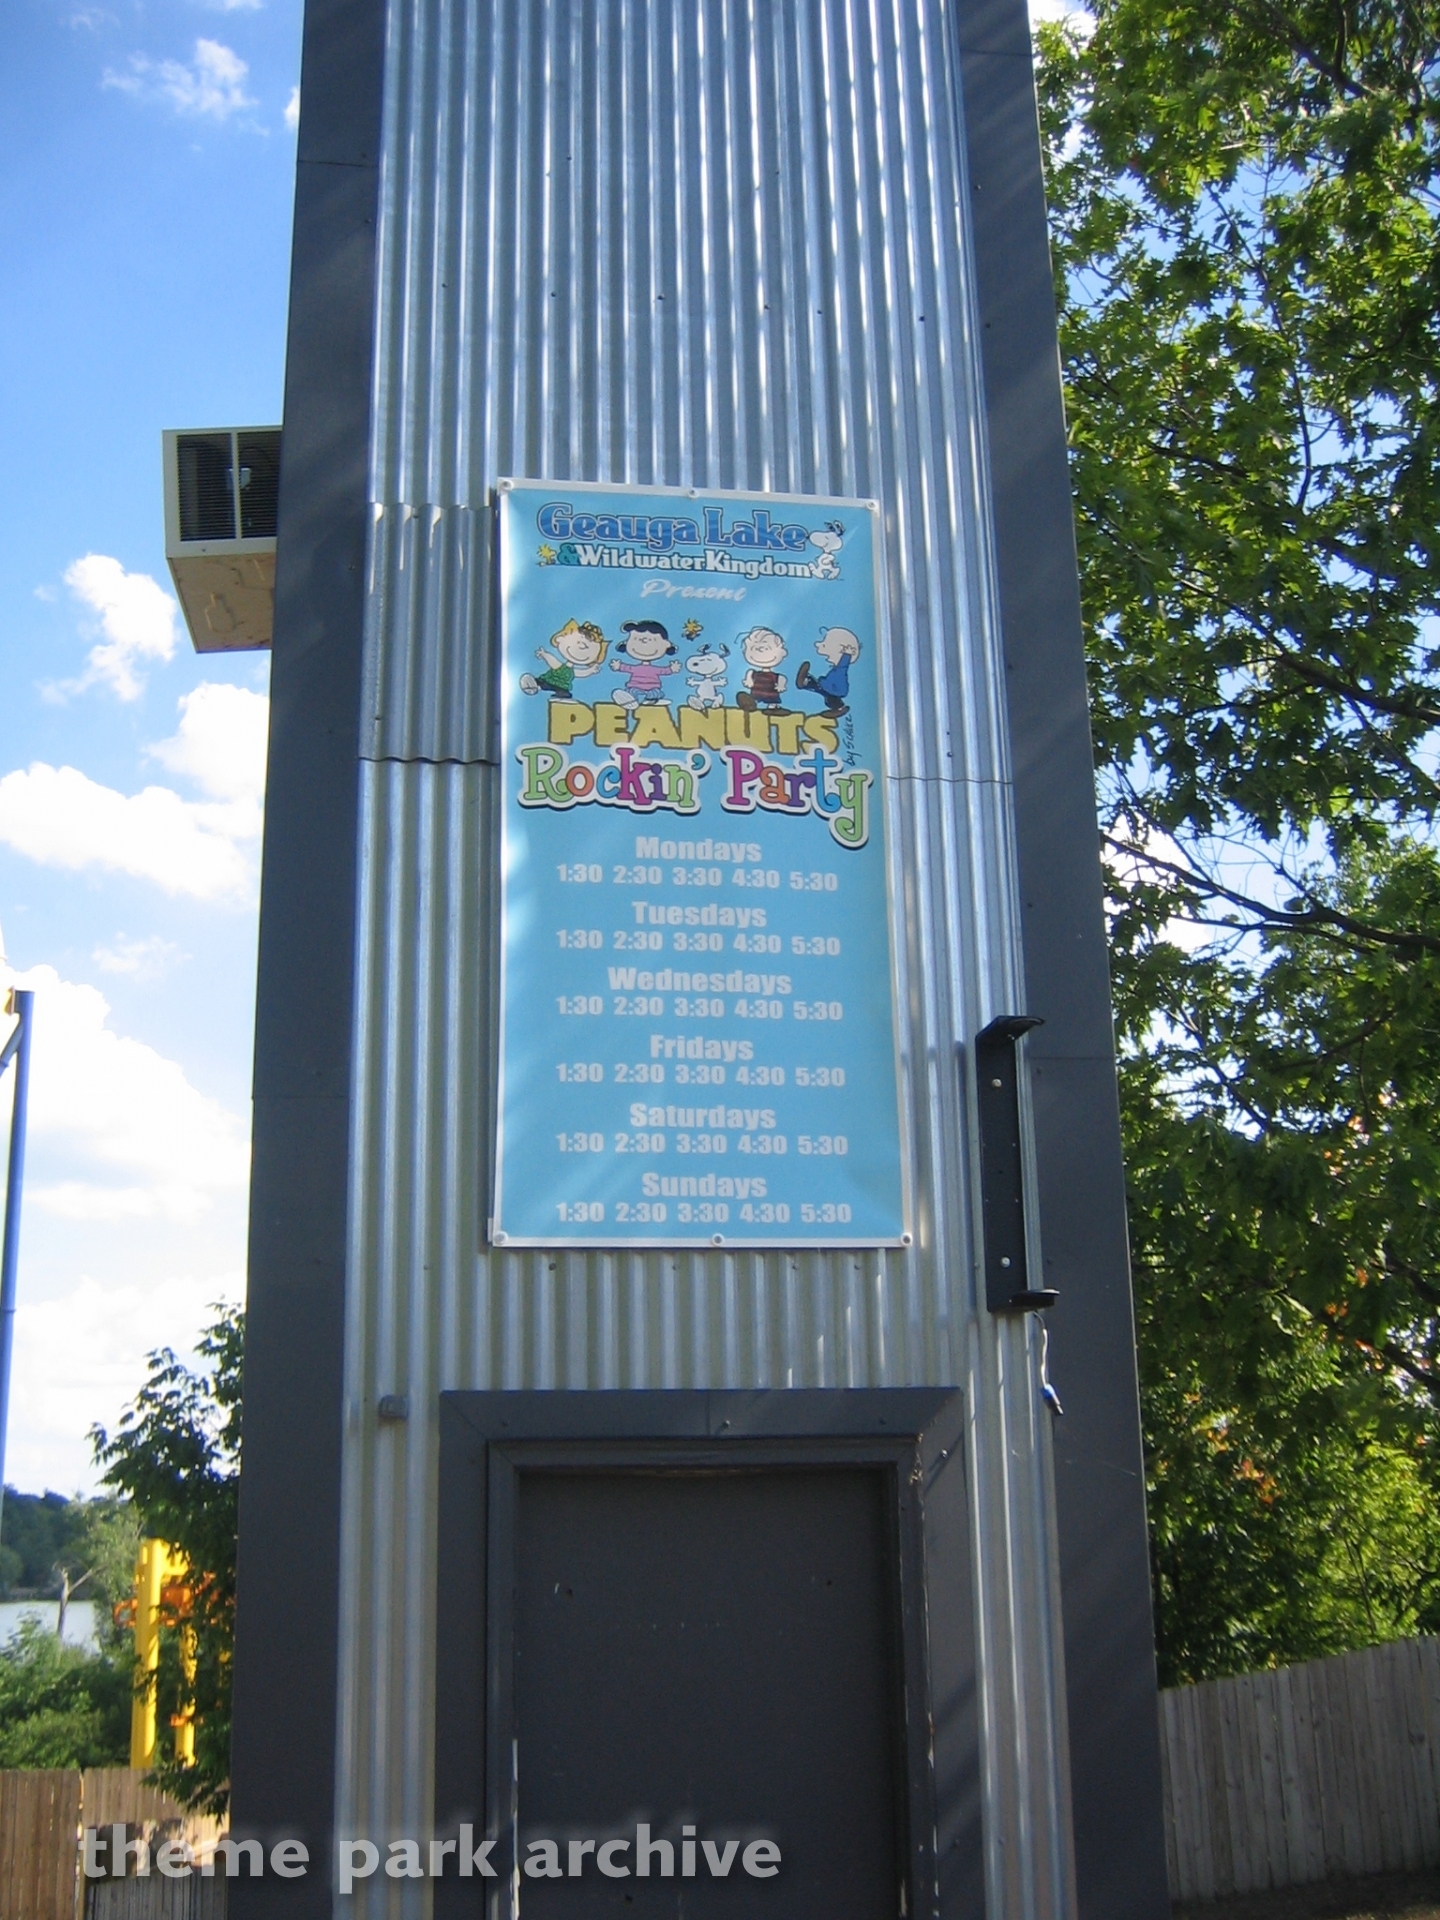 Geauga Lake
& Wildwater Kingdom
Present
PEANUTS
by Schulz
Rockin' Party
Mondays
1:30 2:30 3:30 4:30 5:30
Tuesdays
1:30 2:30 3:30 4:30 5:30
Wednesdays
1:30 2:30 3:30 4:30 5:30
Fridays
1:30 2:30 3:30 4:30 5:30
Saturdays
1:30 2:30 3:30 4:30 5:30
Sundays
1:30 2:30 3:30 4:30 5:30
theme park archive